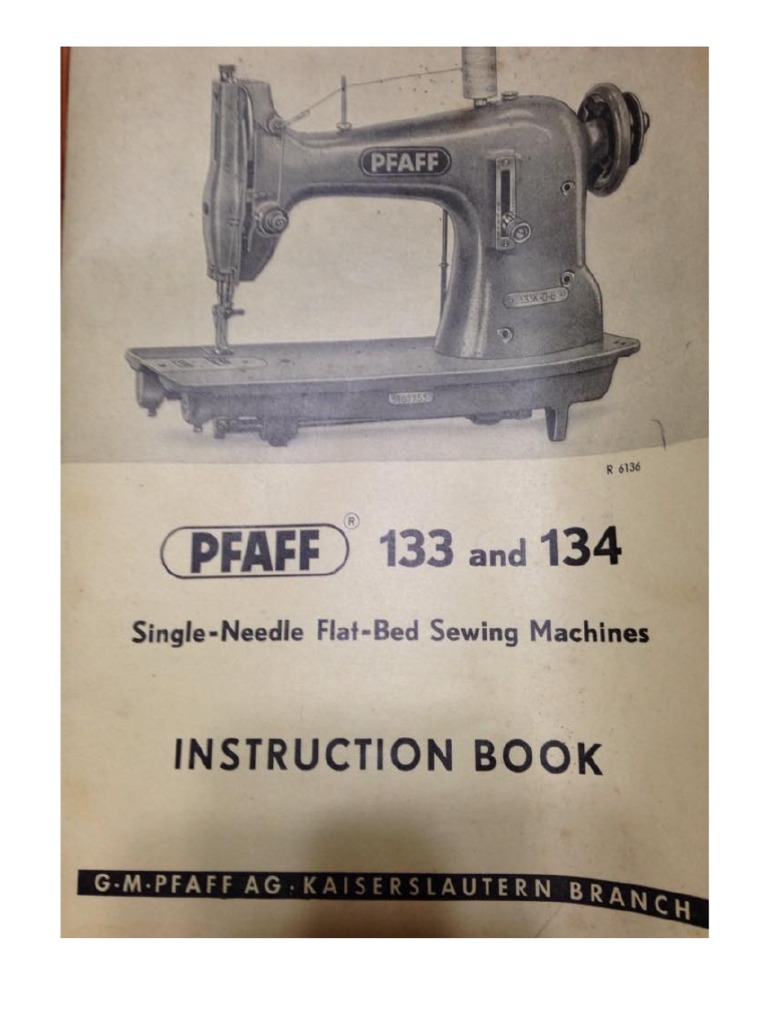 PFAFF
R 6136
PFAFF ® 133 and 134
Single-Needle Flat-Bed Sewing Machines
INSTRUCTION BOOK
G·M·PFAFF AG·KAISERSLAUTERN BRANCH